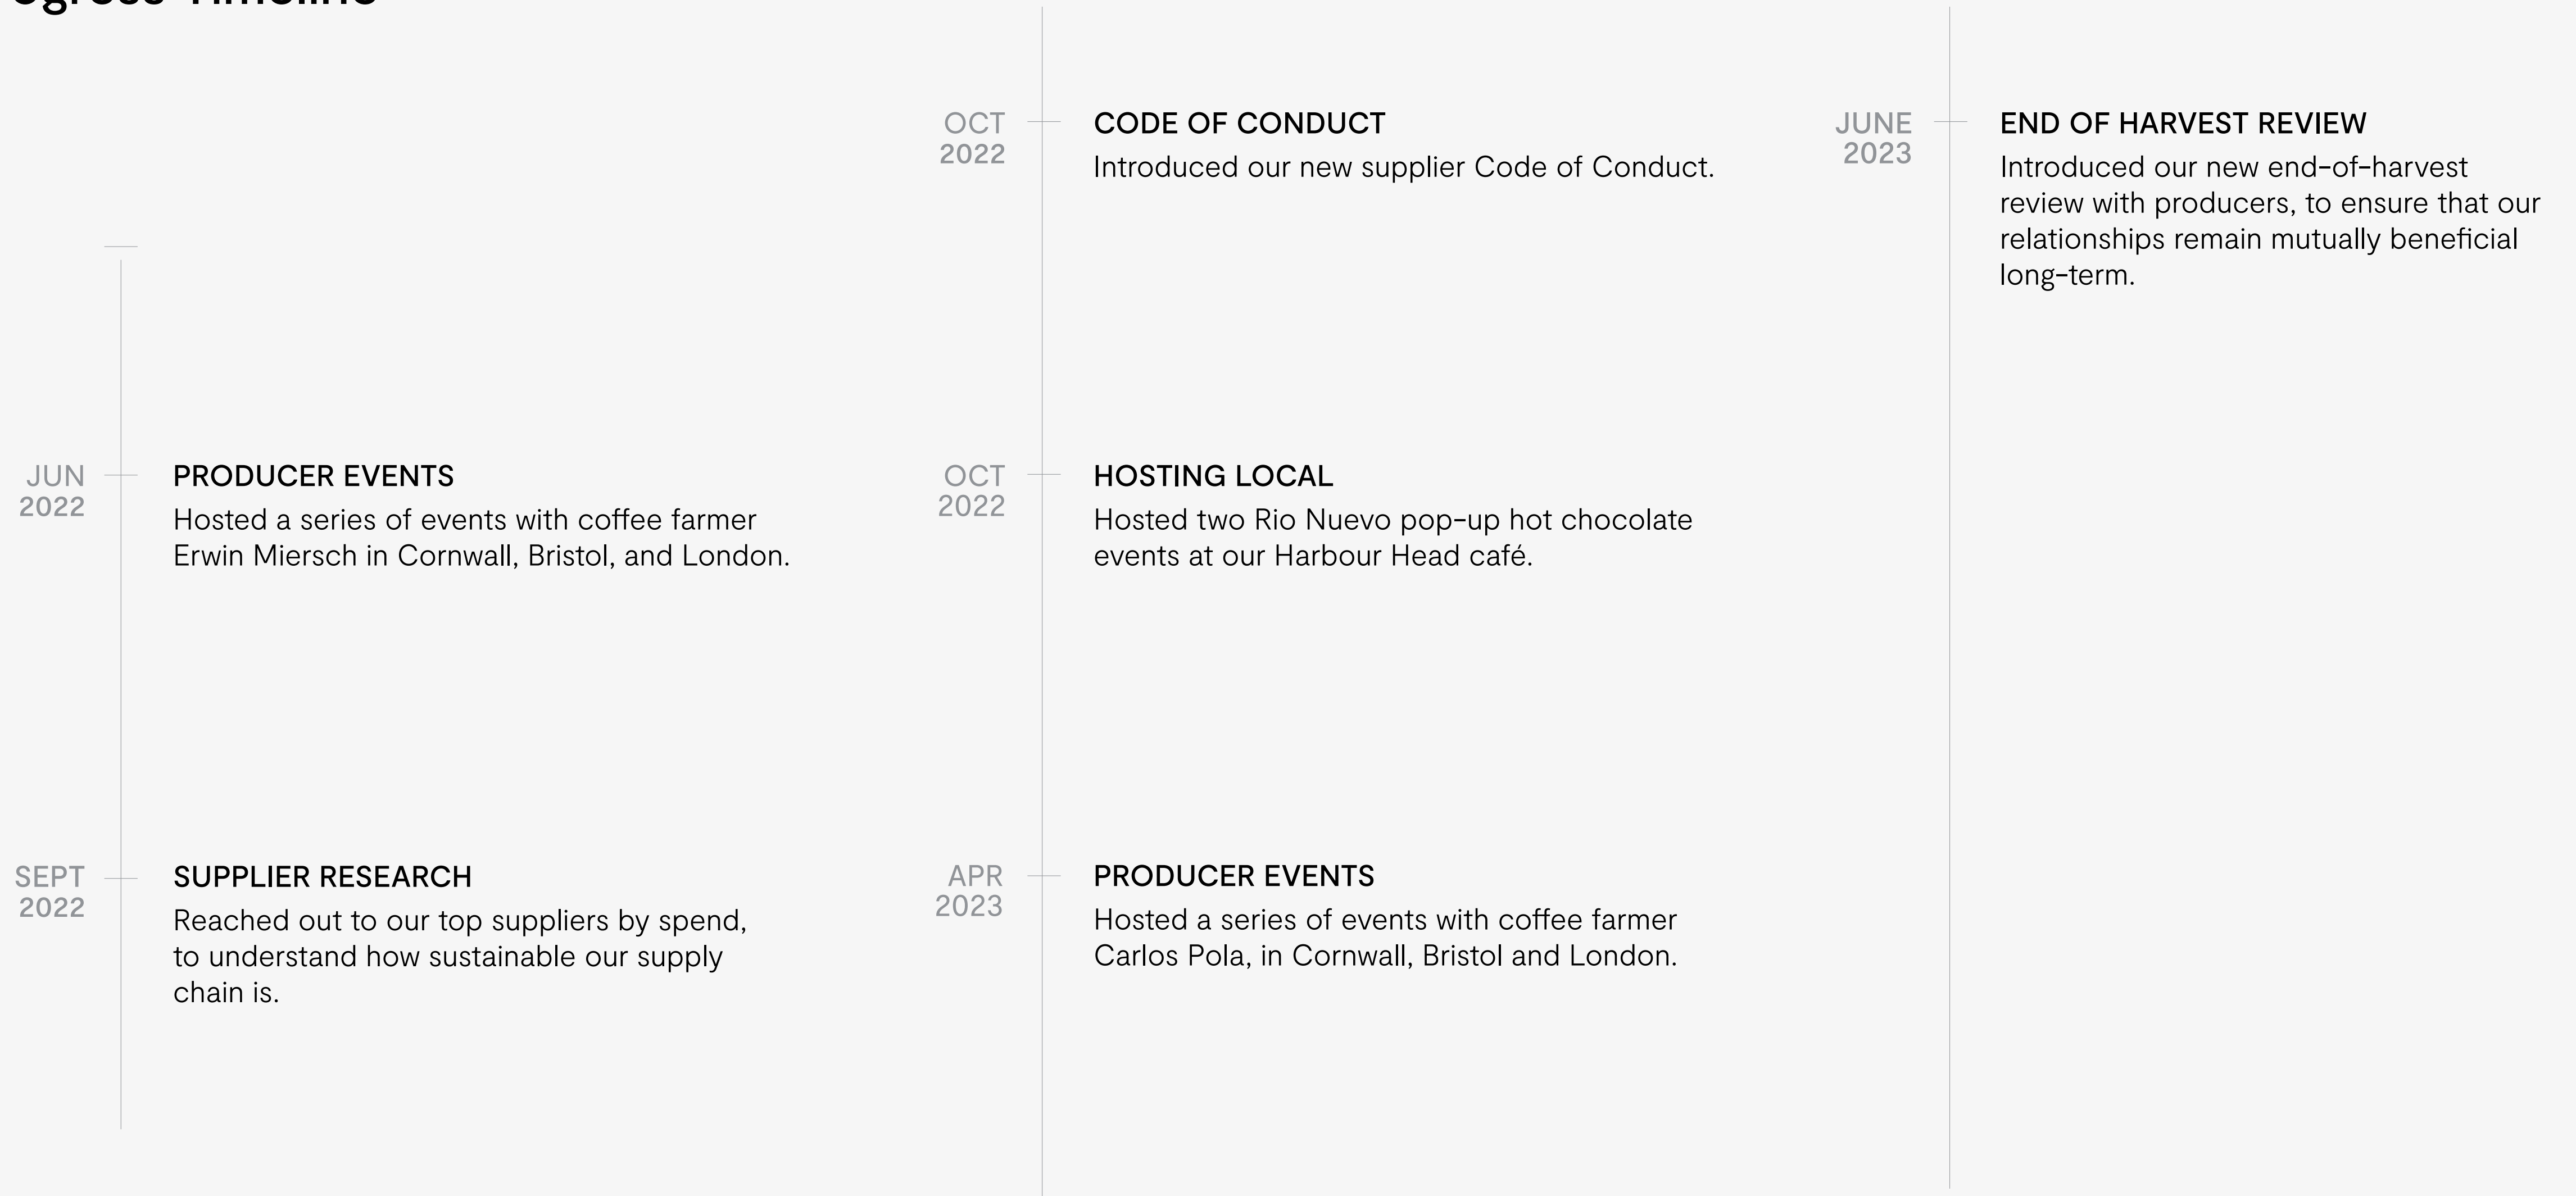 Timeline
JUN
2022
PRODUCER EVENTS
Hosted a series of events with coffee farmer
Erwin Miersch in Cornwall, Bristol, and London.
SEPT
2022
SUPPLIER RESEARCH
Reached out to our top suppliers by spend,
to understand how sustainable our supply
chain is.
OCT
2022
CODE OF CONDUCT
Introduced our new supplier Code of Conduct.
OCT
2022
HOSTING LOCAL
Hosted two Rio Nuevo pop-up hot chocolate
events at our Harbour Head café.
APR
2023
PRODUCER EVENTS
Hosted a series of events with coffee farmer
Carlos Pola, in Cornwall, Bristol and London.
JUNE
2023
END OF HARVEST REVIEW
Introduced our new end-of-harvest
review with producers, to ensure that our
relationships remain mutually beneficial
long-term.